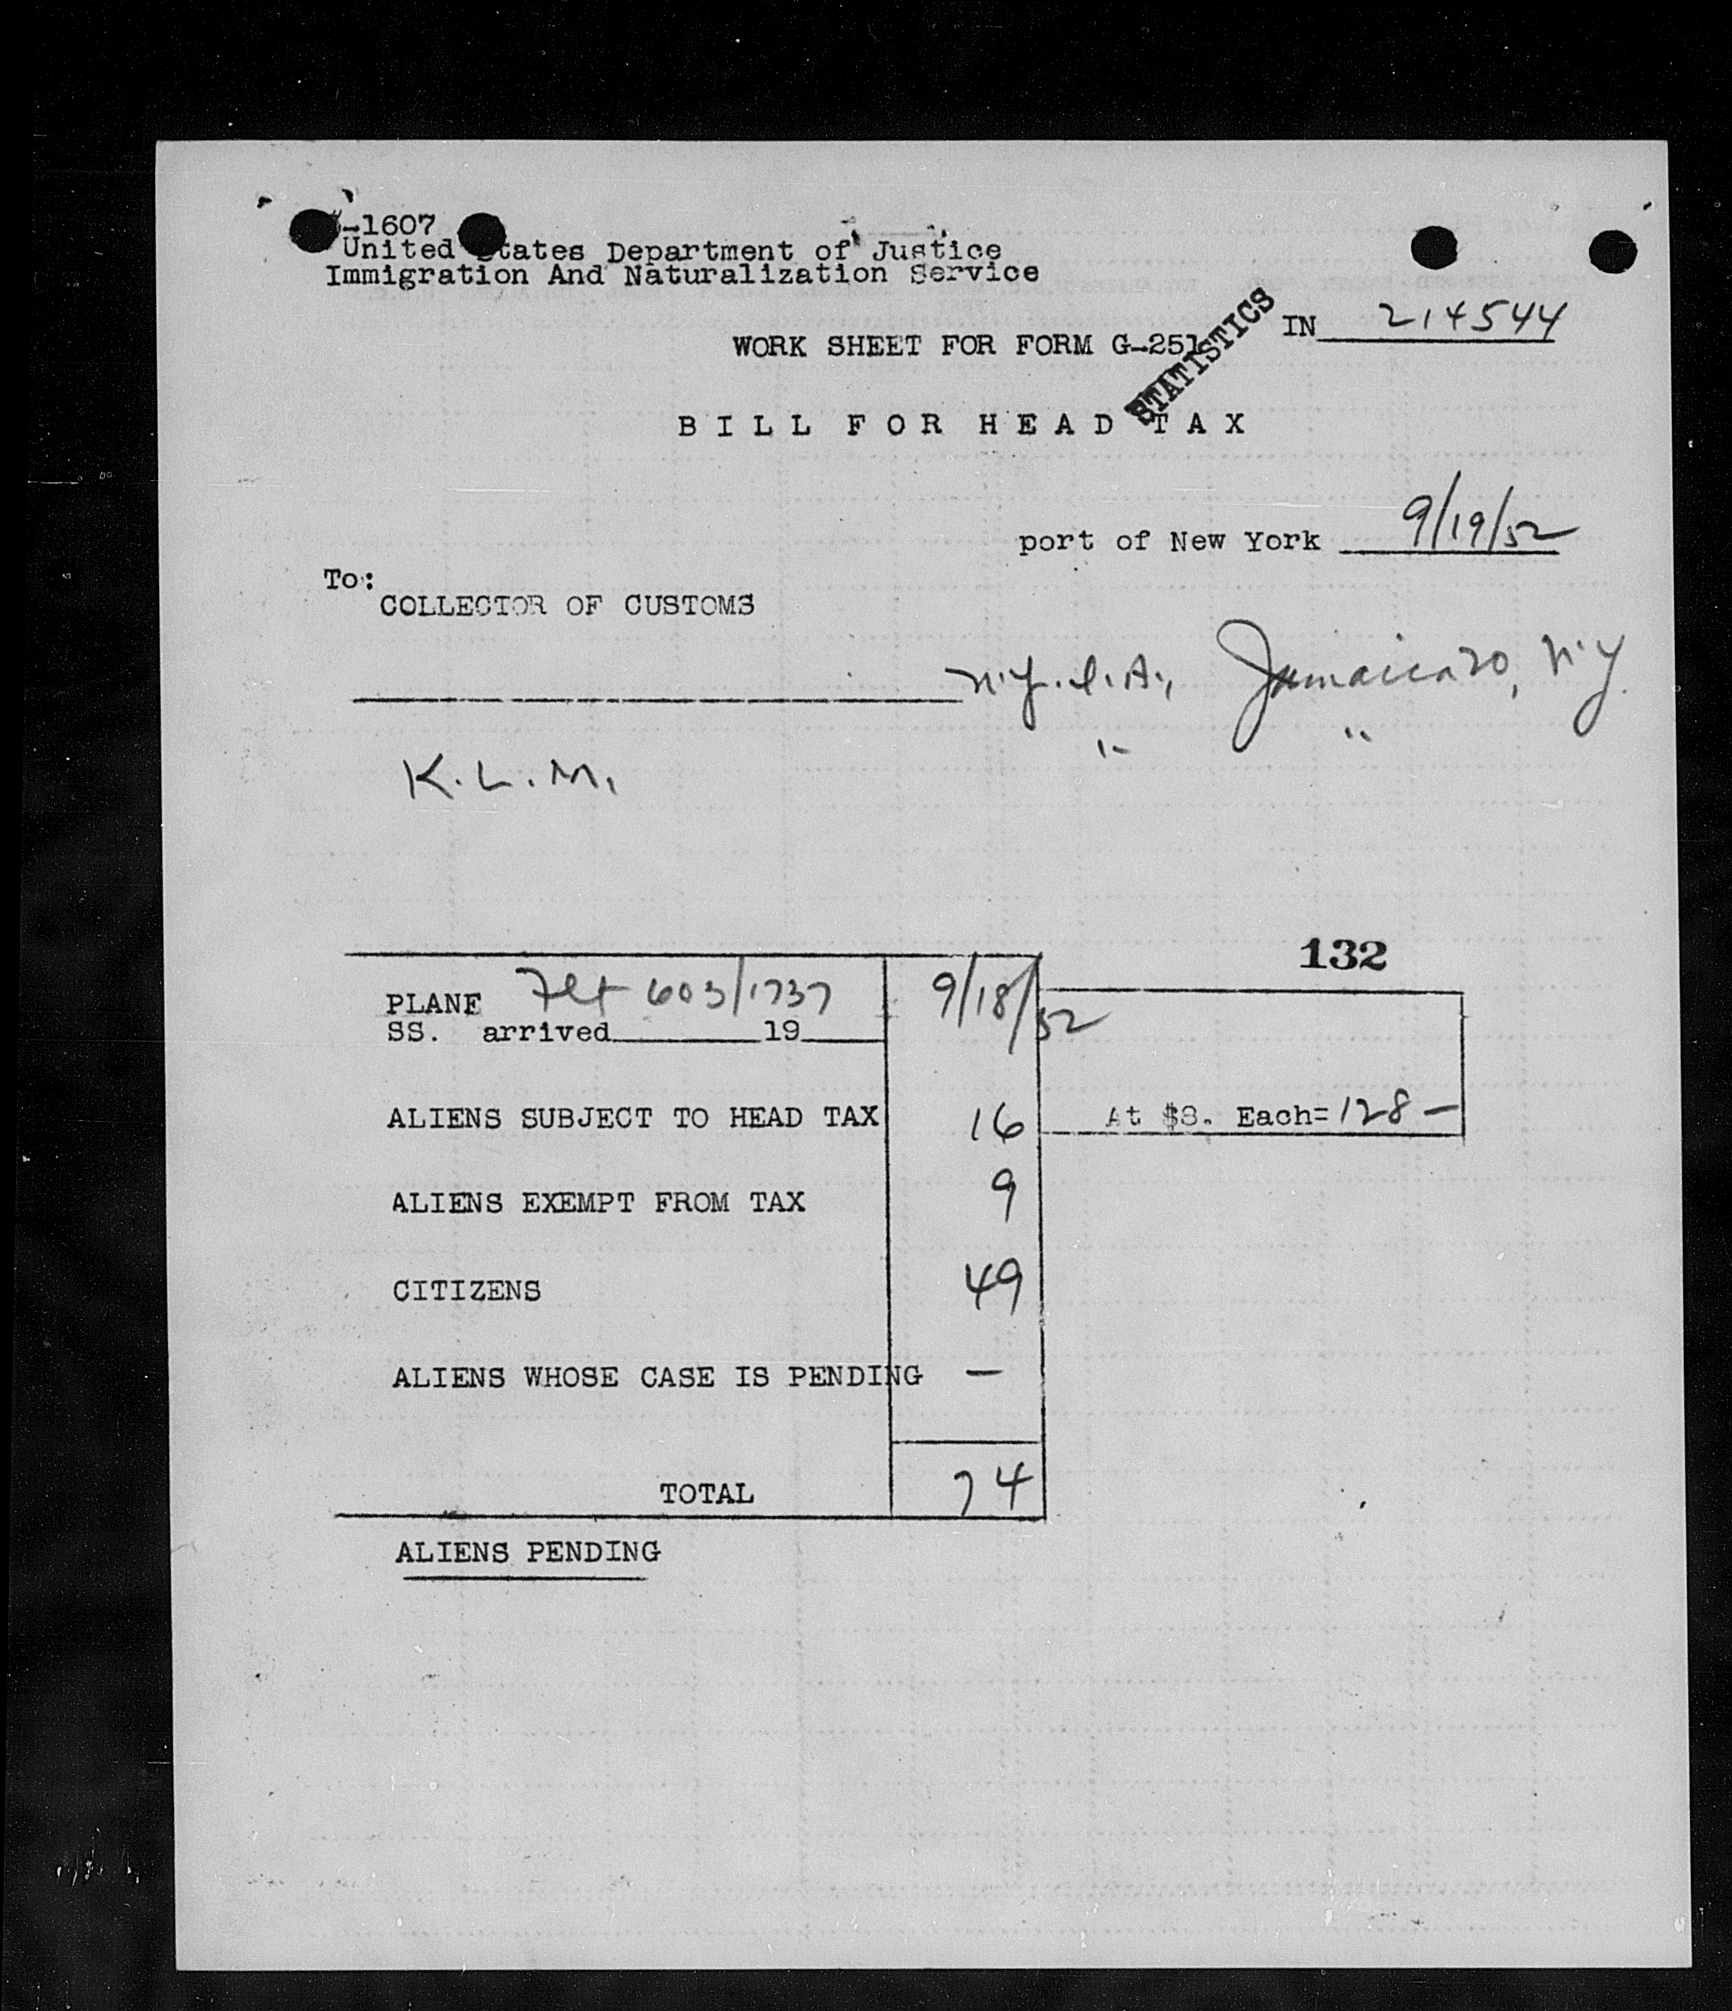 -1607
United States Department of Justice
Immigration And Naturalization Service
STATISTICS
IN 214544
WORK SHEET FOR FORM G-251
BILL FOR HEAD TAX
port of New York 9/19/52
To:
COLLECTOR OF CUSTOMS
N.Y.I.A., Jamaica 20, N.Y.
" "
K.L.M.
132
PLANE Flt 603/1737 9/18/52
SS. arrived 19
ALIENS SUBJECT TO HEAD TAX 16 At $8. Each= 128 —
ALIENS EXEMPT FROM TAX 9
CITIZENS 49
ALIENS WHOSE CASE IS PENDING —
TOTAL 74
ALIENS PENDING